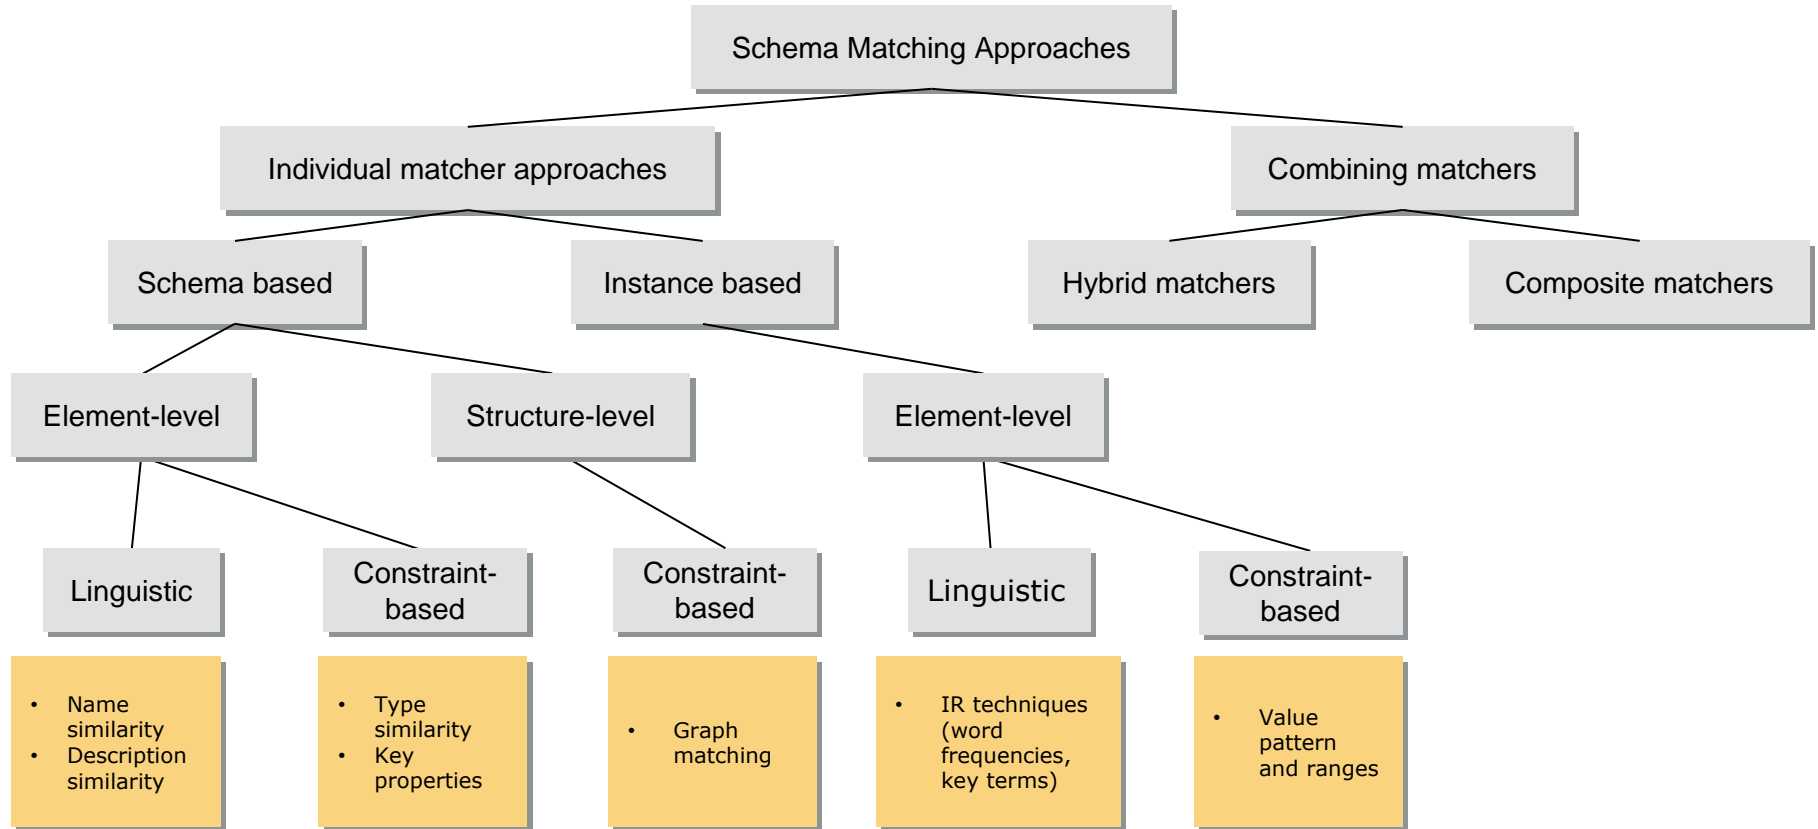 Schema Matching Approaches
Individual matcher approaches
Combining matchers
Schema based
Instance based
Hybrid matchers
Composite matchers
Element-level
Structure-level
Element-level
Linguistic
Constraint-
based
Constraint-
based
Linguistic
Constraint-
based
• Name
similarity
• Description
similarity
• Type
similarity
• Key
properties
• Graph
matching
• IR techniques
(word
frequencies,
key terms)
• Value
pattern
and ranges